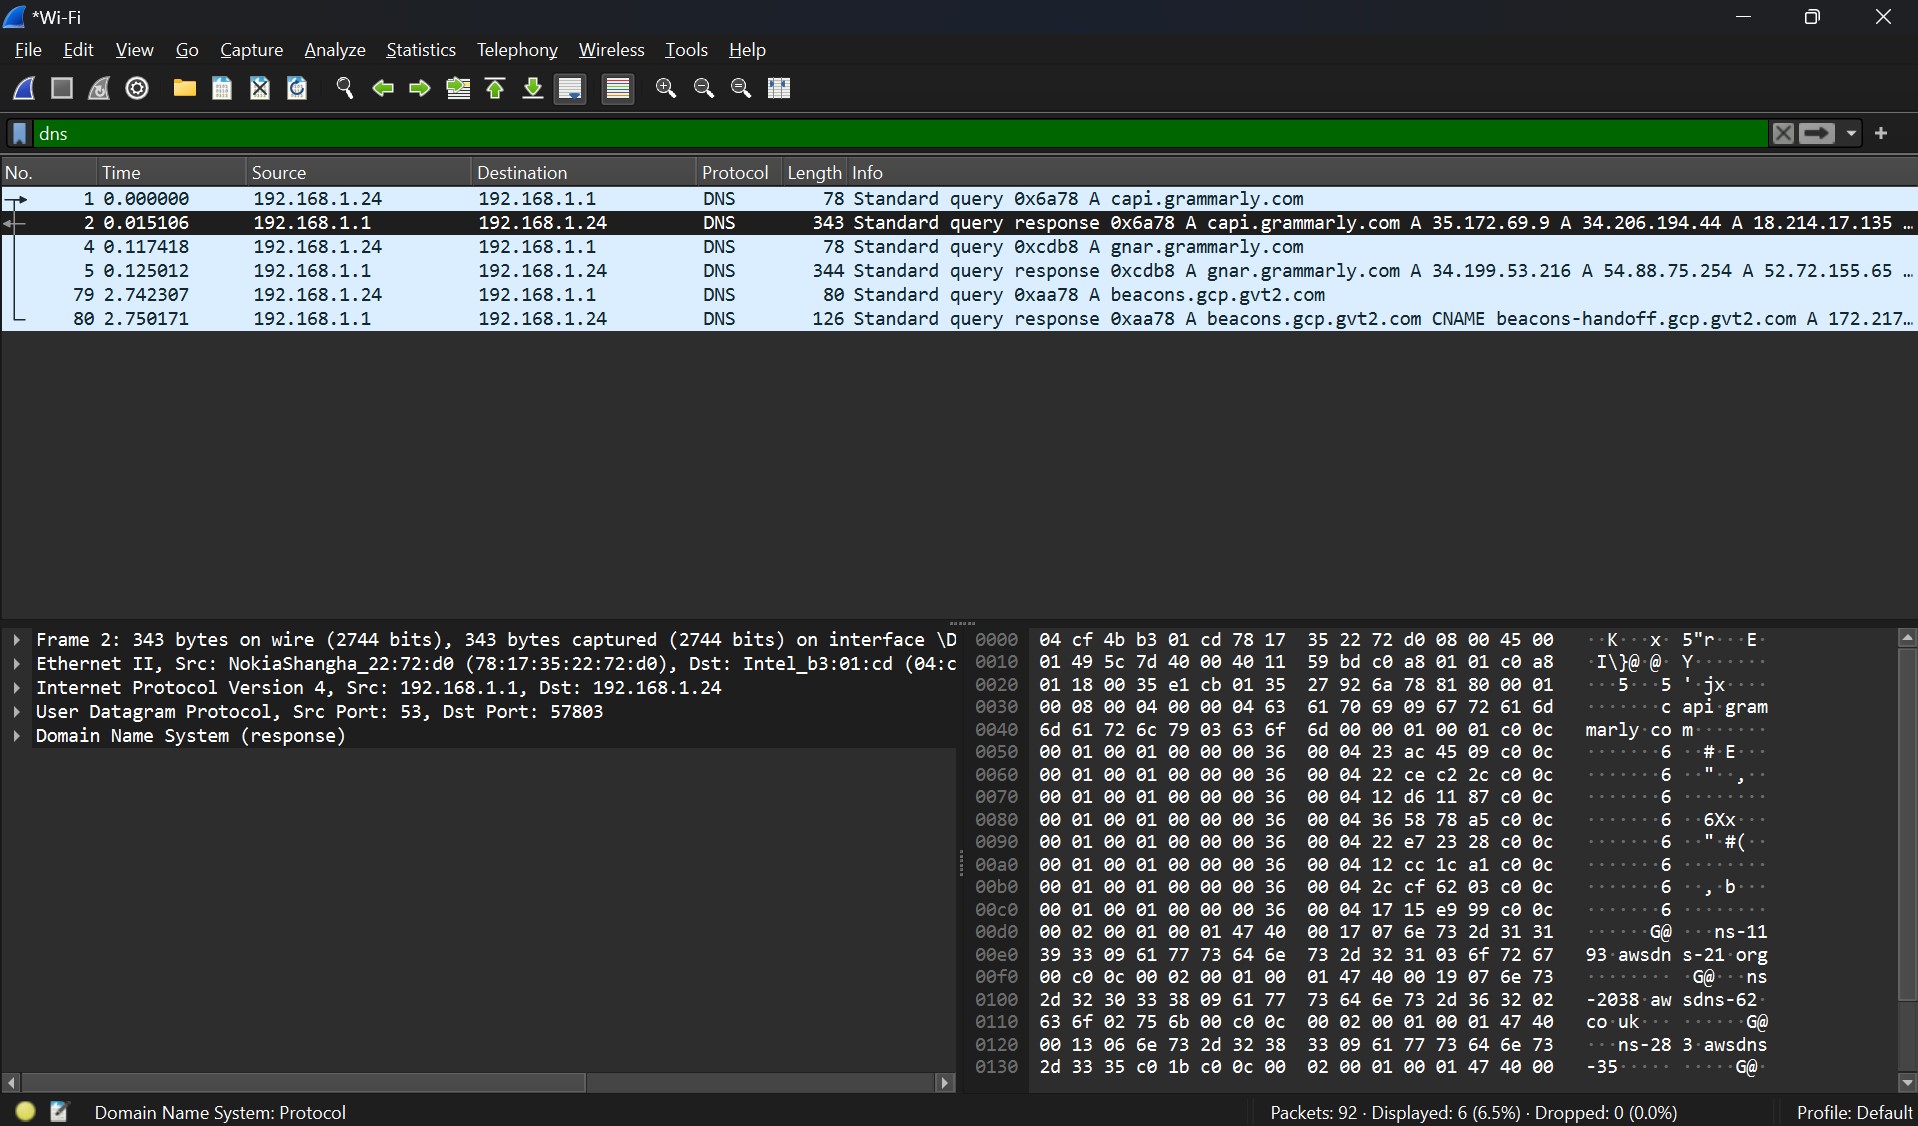 *Wi-Fi
File Edit View Go Capture Analyze Statistics Telephony Wireless Tools Help
dns
No. Time Source Destination Protocol Length Info
1 0.000000 192.168.1.24 192.168.1.1 DNS 78 Standard query 0x6a78 A capi.grammarly.com
2 0.015106 192.168.1.1 192.168.1.24 DNS 343 Standard query response 0x6a78 A capi.grammarly.com A 35.172.69.9 A 34.206.194.44 A 18.214.17.135 …
4 0.117418 192.168.1.24 192.168.1.1 DNS 78 Standard query 0xcdb8 A gnar.grammarly.com
5 0.125012 192.168.1.1 192.168.1.24 DNS 344 Standard query response 0xcdb8 A gnar.grammarly.com A 34.199.53.216 A 54.88.75.254 A 52.72.155.65 …
79 2.742307 192.168.1.24 192.168.1.1 DNS 80 Standard query 0xaa78 A beacons.gcp.gvt2.com
80 2.750171 192.168.1.1 192.168.1.24 DNS 126 Standard query response 0xaa78 A beacons.gcp.gvt2.com CNAME beacons-handoff.gcp.gvt2.com A 172.217…
Frame 2: 343 bytes on wire (2744 bits), 343 bytes captured (2744 bits) on interface \D
Ethernet II, Src: NokiaShangha_22:72:d0 (78:17:35:22:72:d0), Dst: Intel_b3:01:cd (04:c
Internet Protocol Version 4, Src: 192.168.1.1, Dst: 192.168.1.24
User Datagram Protocol, Src Port: 53, Dst Port: 57803
Domain Name System (response)
0000 04 cf 4b b3 01 cd 78 17 35 22 72 d0 08 00 45 00 ··K···x· 5"r···E·
0010 01 49 5c 7d 40 00 40 11 59 bd c0 a8 01 01 c0 a8 ·I\}@·@· Y·······
0020 01 18 00 35 e1 cb 01 35 27 92 6a 78 81 80 00 01 ···5···5 '·jx····
0030 00 08 00 04 00 00 04 63 61 70 69 09 67 72 61 6d ·······c api·gram
0040 6d 61 72 6c 79 03 63 6f 6d 00 00 01 00 01 c0 0c marly·co m·······
0050 00 01 00 01 00 00 00 36 00 04 23 ac 45 09 c0 0c ·······6 ··#·E···
0060 00 01 00 01 00 00 00 36 00 04 22 ce c2 2c c0 0c ·······6 ··"··,··
0070 00 01 00 01 00 00 00 36 00 04 12 d6 11 87 c0 0c ·······6 ········
0080 00 01 00 01 00 00 00 36 00 04 36 58 78 a5 c0 0c ·······6 ··6Xx···
0090 00 01 00 01 00 00 00 36 00 04 22 e7 23 28 c0 0c ·······6 ··"·#(··
00a0 00 01 00 01 00 00 00 36 00 04 12 cc 1c a1 c0 0c ·······6 ········
00b0 00 01 00 01 00 00 00 36 00 04 2c cf 62 03 c0 0c ·······6 ··,·b···
00c0 00 01 00 01 00 00 00 36 00 04 17 15 e9 99 c0 0c ·······6 ········
00d0 00 02 00 01 00 01 47 40 00 17 07 6e 73 2d 31 31 ······G@ ···ns-11
00e0 39 33 09 61 77 73 64 6e 73 2d 32 31 03 6f 72 67 93·awsdn s-21·org
00f0 00 c0 0c 00 02 00 01 00 01 47 40 00 19 07 6e 73 ········ ·G@···ns
0100 2d 32 30 33 38 09 61 77 73 64 6e 73 2d 36 32 02 -2038·aw sdns-62·
0110 63 6f 02 75 6b 00 c0 0c 00 02 00 01 00 01 47 40 co·uk··· ······G@
0120 00 13 06 6e 73 2d 32 38 33 09 61 77 73 64 6e 73 ···ns-28 3·awsdns
0130 2d 33 35 c0 1b c0 0c 00 02 00 01 00 01 47 40 00 -35····· ·····G@·
Domain Name System: Protocol
Packets: 92 · Displayed: 6 (6.5%) · Dropped: 0 (0.0%)
Profile: Default